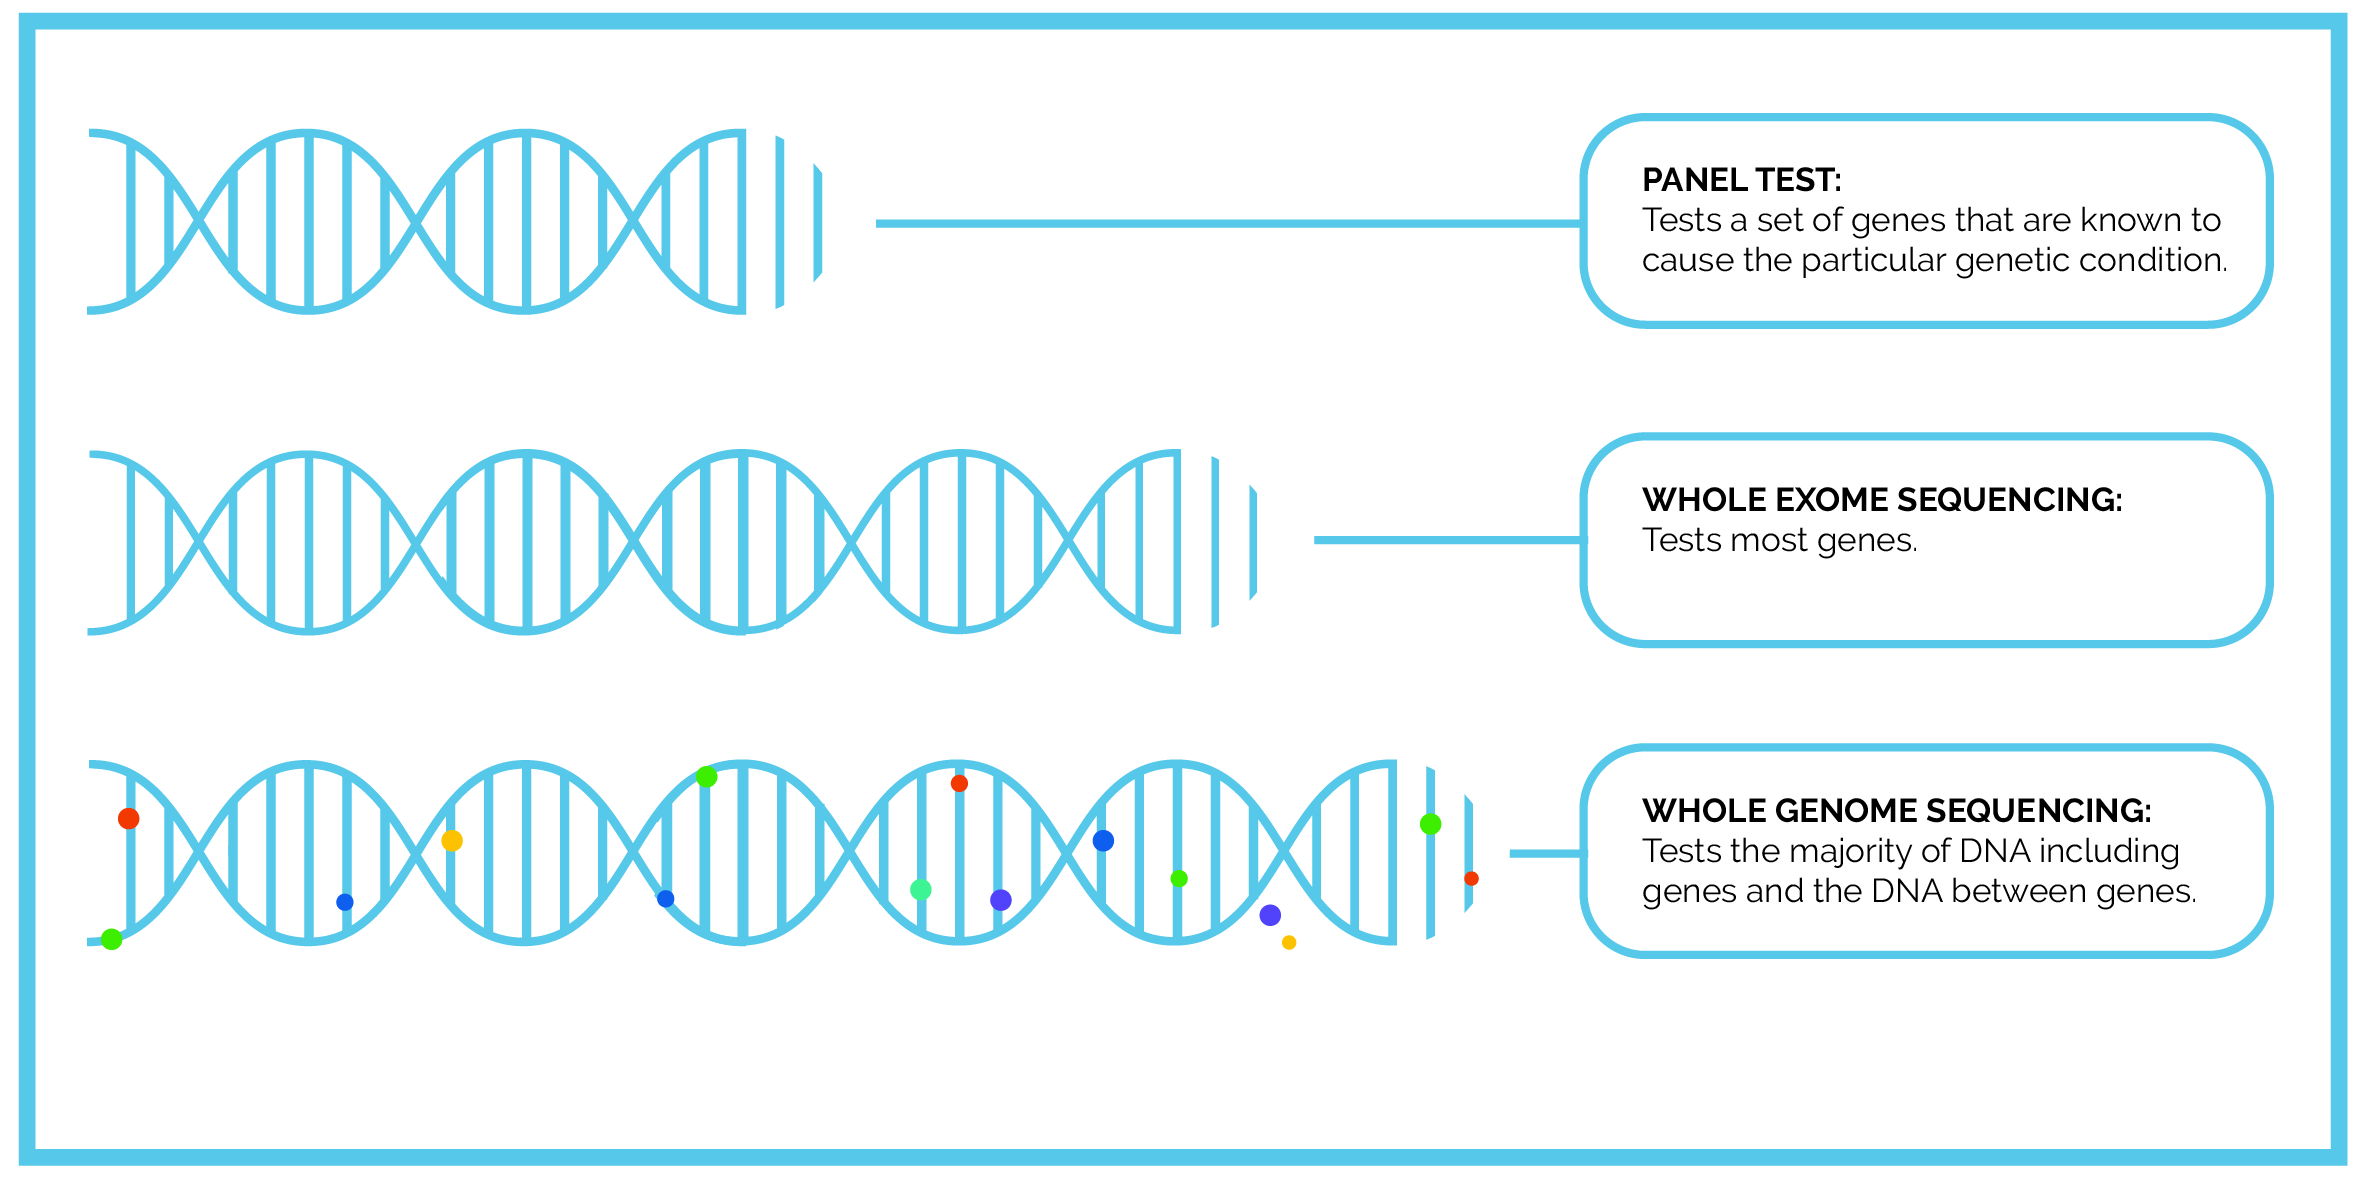 PANEL TEST:
Tests a set of genes that are known to
cause the particular genetic condition.
WHOLE EXOME SEQUENCING:
Tests most genes.
WHOLE GENOME SEQUENCING:
Tests the majority of DNA including
genes and the DNA between genes.